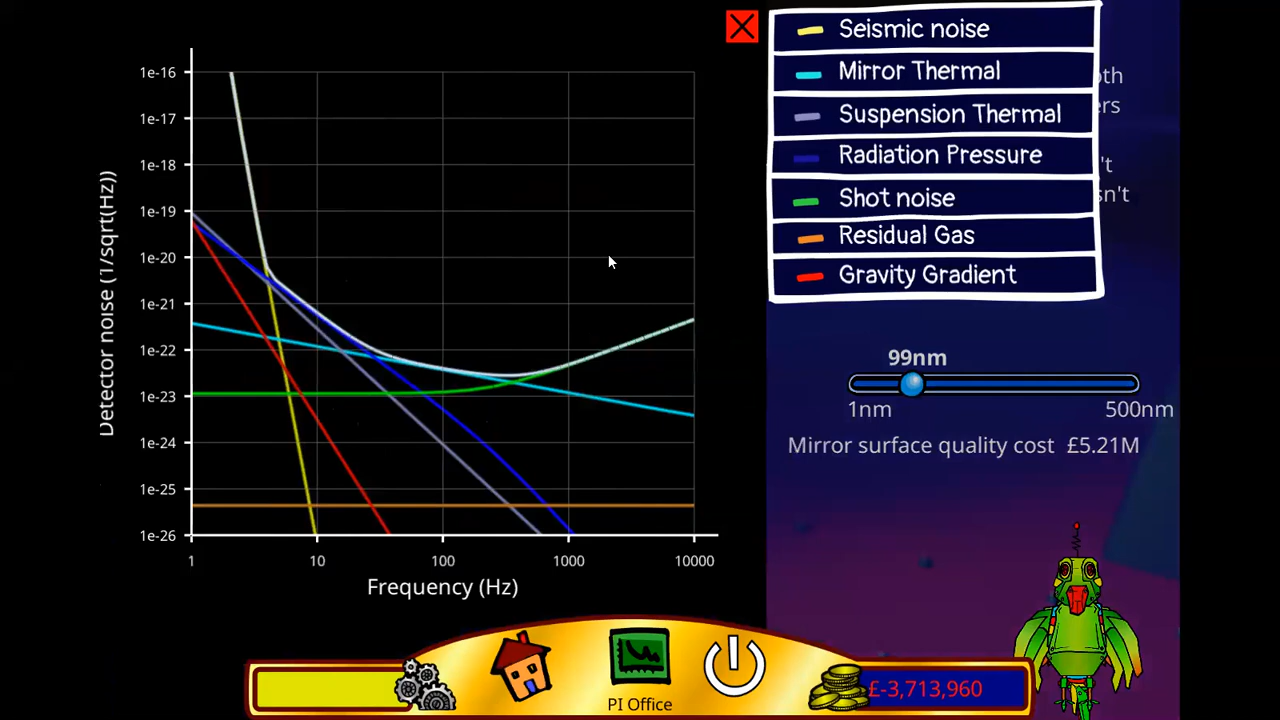 1e-16
1e-17
1e-18
1e-19
1e-20
1e-21
1e-22
1e-23
1e-24
1e-25
1e-26
Detector noise (1/sqrt(Hz))
1 10 100 1000 10000
Frequency (Hz)
Seismic noise
Mirror Thermal
Suspension Thermal
Radiation Pressure
Shot noise
Residual Gas
Gravity Gradient
99nm
1nm 500nm
Mirror surface quality cost £5.21M
PI Office
£-3,713,960